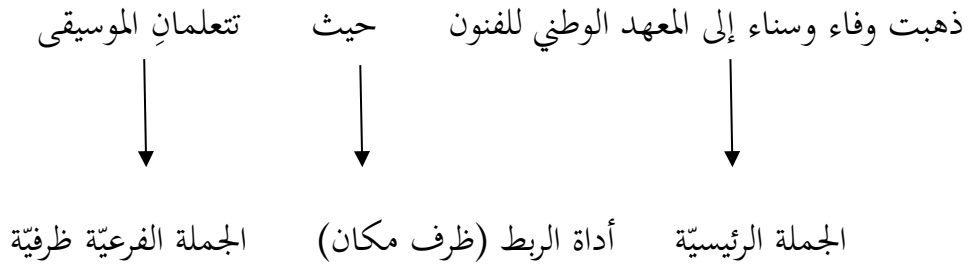 ذهبت وفاء وسناء إلى المعهد الوطني للفنون حيث تتعلمانِ الموسيقى
الجملة الرئيسيّة أداة الربط (ظرف مكان) الجملة الفرعيّة ظرفيّة